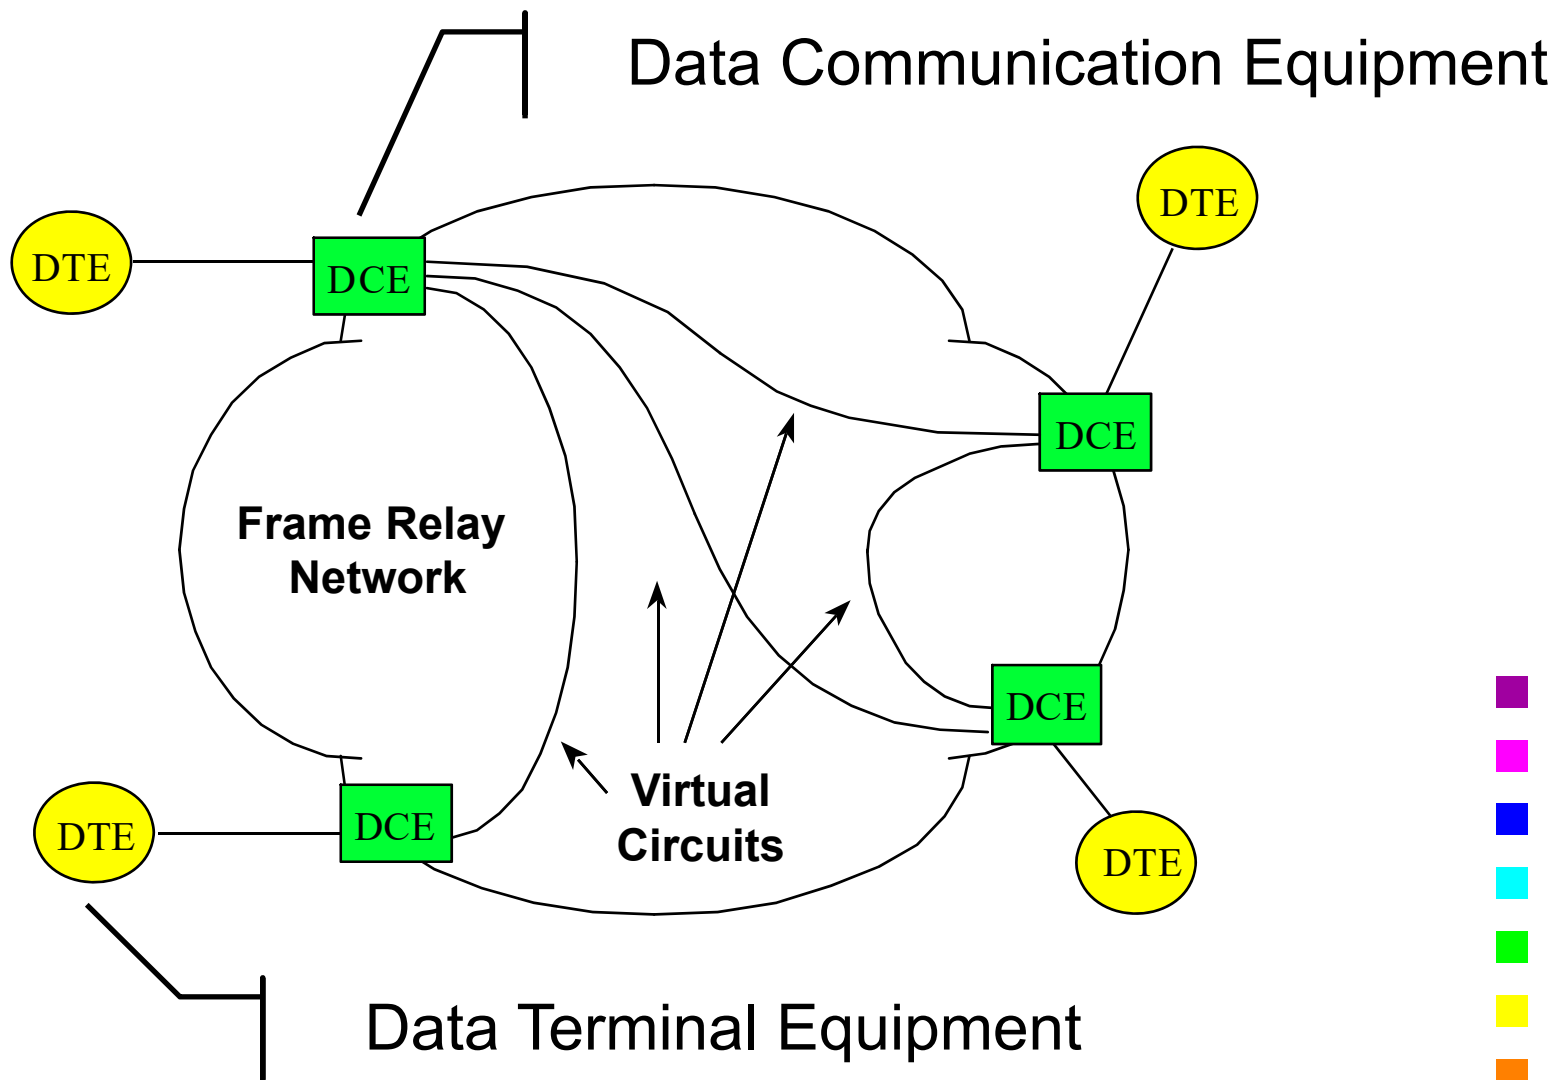 Data Communication Equipment
DTE
DTE
DCE
DCE
Frame Relay
Network
DCE
Virtual
Circuits
DTE
DCE
DTE
Data Terminal Equipment